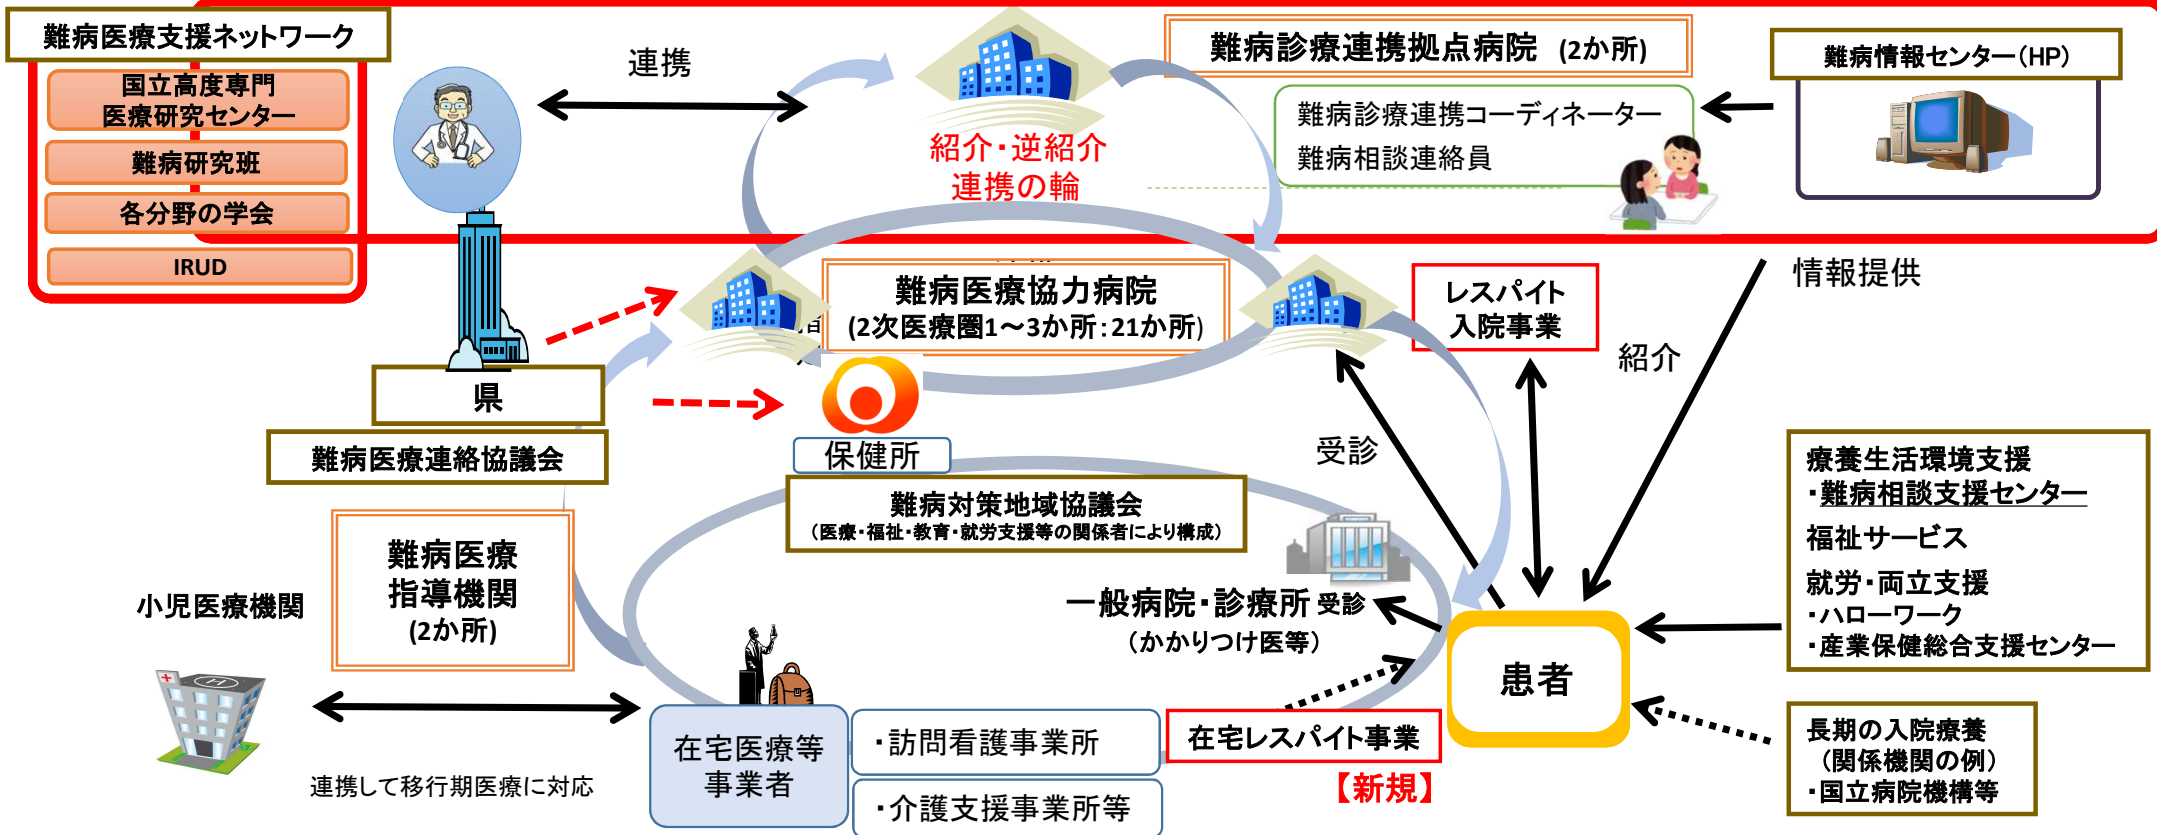 難病医療支援ネットワーク
国立高度専門
医療研究センター
難病研究班
各分野の学会
IRUD
連携
紹介・逆紹介
連携の輪
難病診療連携拠点病院 (2か所)
難病診療連携コーディネーター
難病相談連絡員
難病情報センター(HP)
情報提供
難病医療協力病院
(2次医療圏1～3か所:21か所)
レスパイト
入院事業
紹介
県
難病医療連絡協議会
保健所
受診
難病対策地域協議会
(医療・福祉・教育・就労支援等の関係者により構成)
療養生活環境支援
・難病相談支援センター
福祉サービス
就労・両立支援
・ハローワーク
・産業保健総合支援センター
難病医療
指導機関
(2か所)
小児医療機関
一般病院・診療所 受診
(かかりつけ医等)
患者
在宅医療等
事業者
・訪問看護事業所
・介護支援事業所等
在宅レスパイト事業
【新規】
長期の入院療養
(関係機関の例)
・国立病院機構等
連携して移行期医療に対応